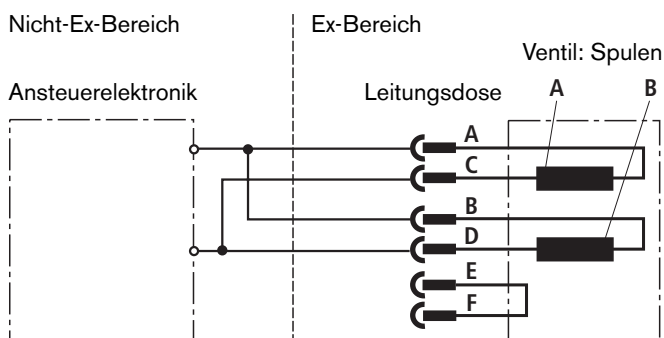 Nicht-Ex-Bereich
Ex-Bereich
Ventil: Spulen
Ansteuerelektronik
Leitungsdose
A
B
A
C
B
D
E
F